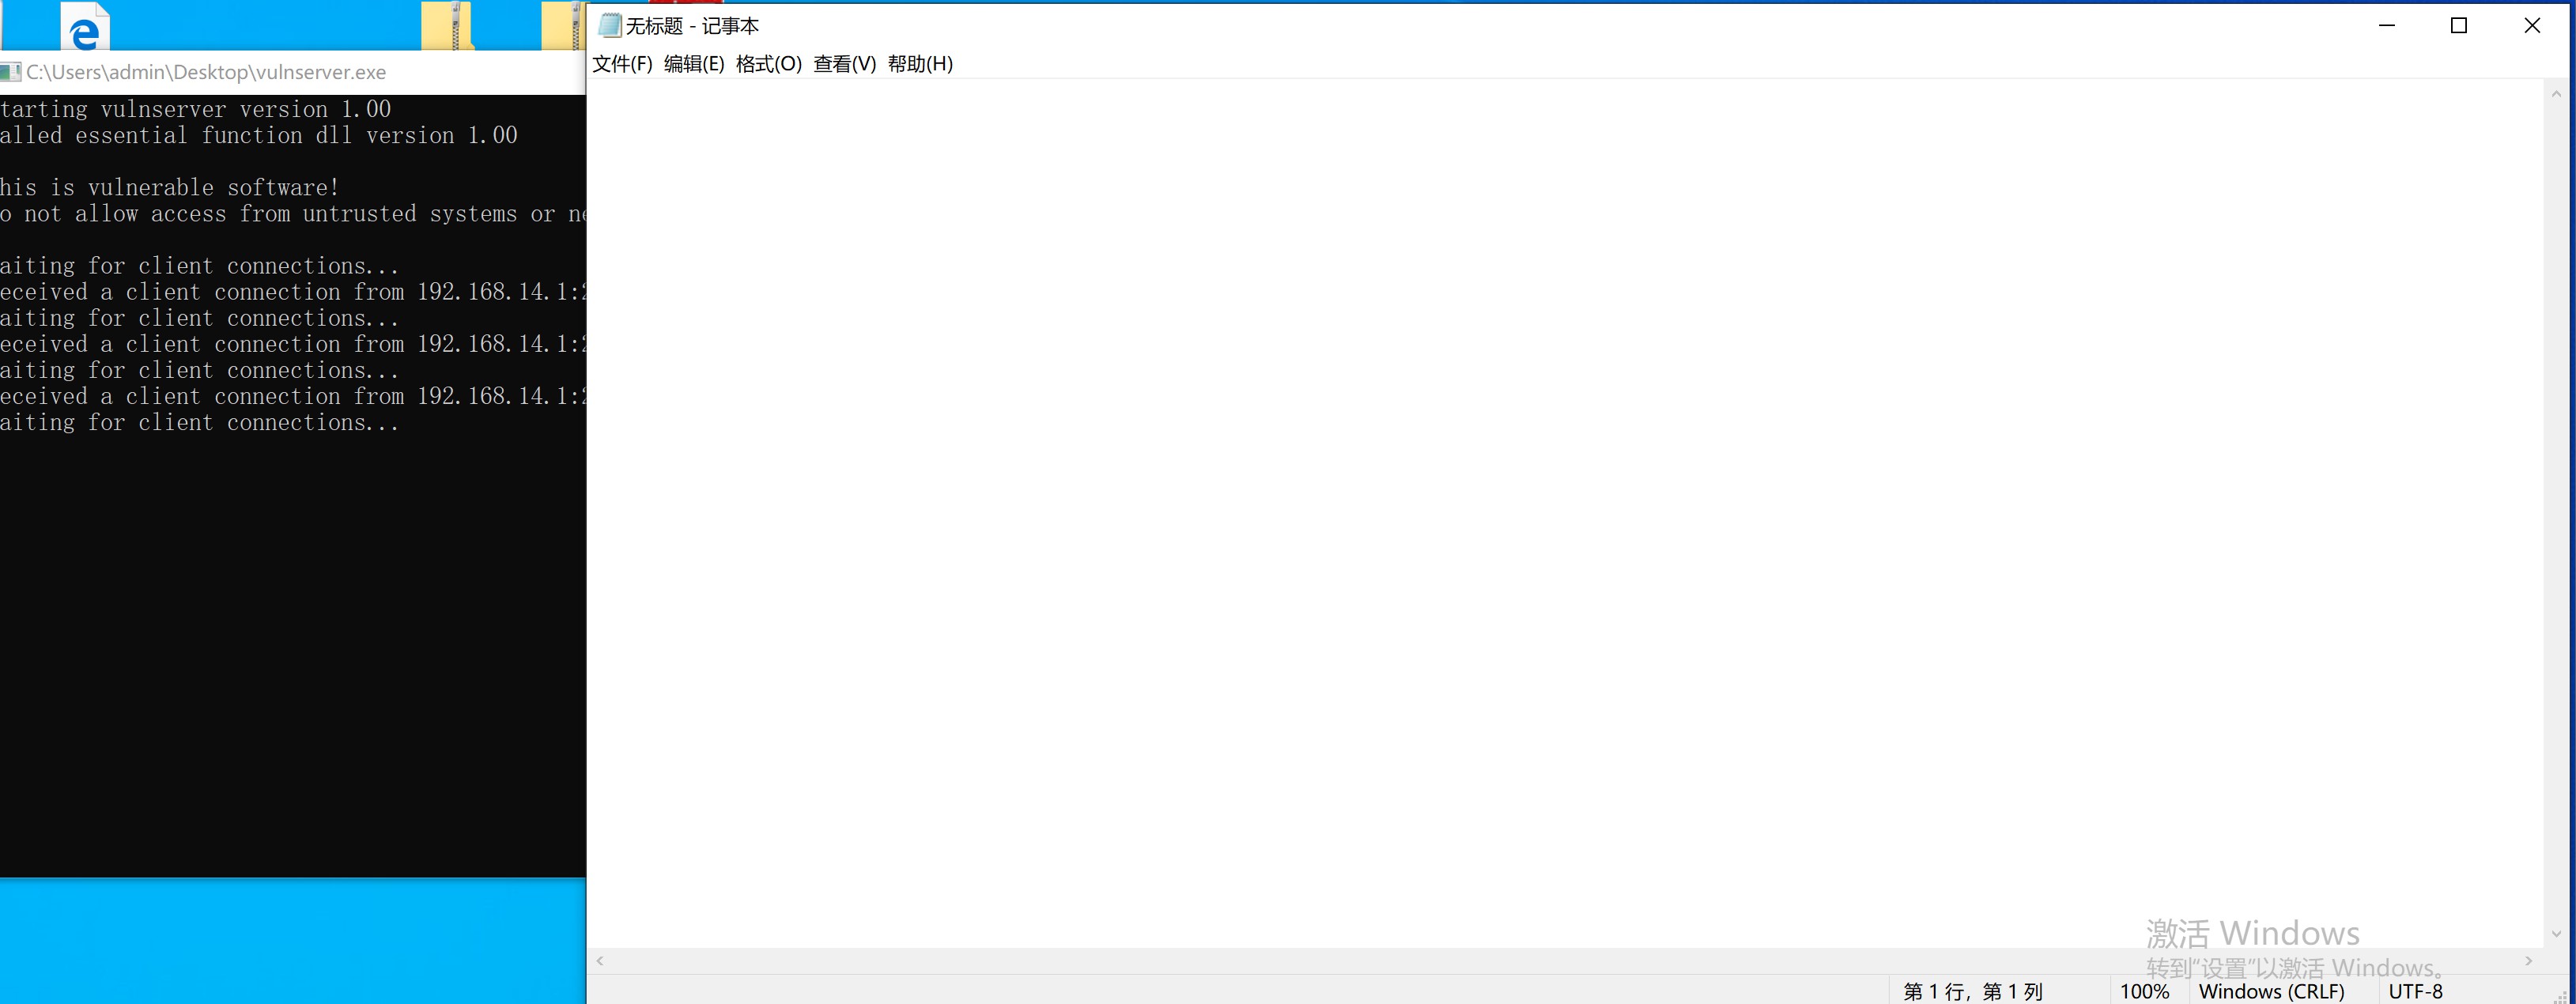 C:\Users\admin\Desktop\vulnserver.exe
tarting vulnserver version 1.00
alled essential function dll version 1.00
his is vulnerable software!
o not allow access from untrusted systems or ne
aiting for client connections...
eceived a client connection from 192.168.14.1:
aiting for client connections...
eceived a client connection from 192.168.14.1:
aiting for client connections...
eceived a client connection from 192.168.14.1:
aiting for client connections...
无标题 - 记事本
文件(F) 编辑(E) 格式(O) 查看(V) 帮助(H)
激活 Windows
转到“设置”以激活 Windows。
第 1 行，第 1 列 100% Windows (CRLF) UTF-8